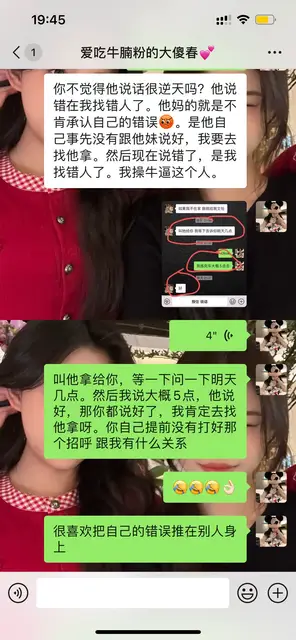 19:45
1
爱吃牛腩粉的大傻春💕
你不觉得他说话很逆天吗？他说
错在我找错人了。他妈的就是不
肯承认自己的错误😡。是他自
己事先没有跟他妹说好，我要去
找他拿。然后现在说错了，是我
找错人了。我操牛逼这个人。
4"
叫他拿给你，等一下问一下明天
几点。然后我说大概5点，他说
好，那你都说好了，我肯定去找
他拿呀。你自己提前没有打好那
个招呼 跟我有什么关系
😂😂😂👌🏻
很喜欢把自己的错误推在别人身
上